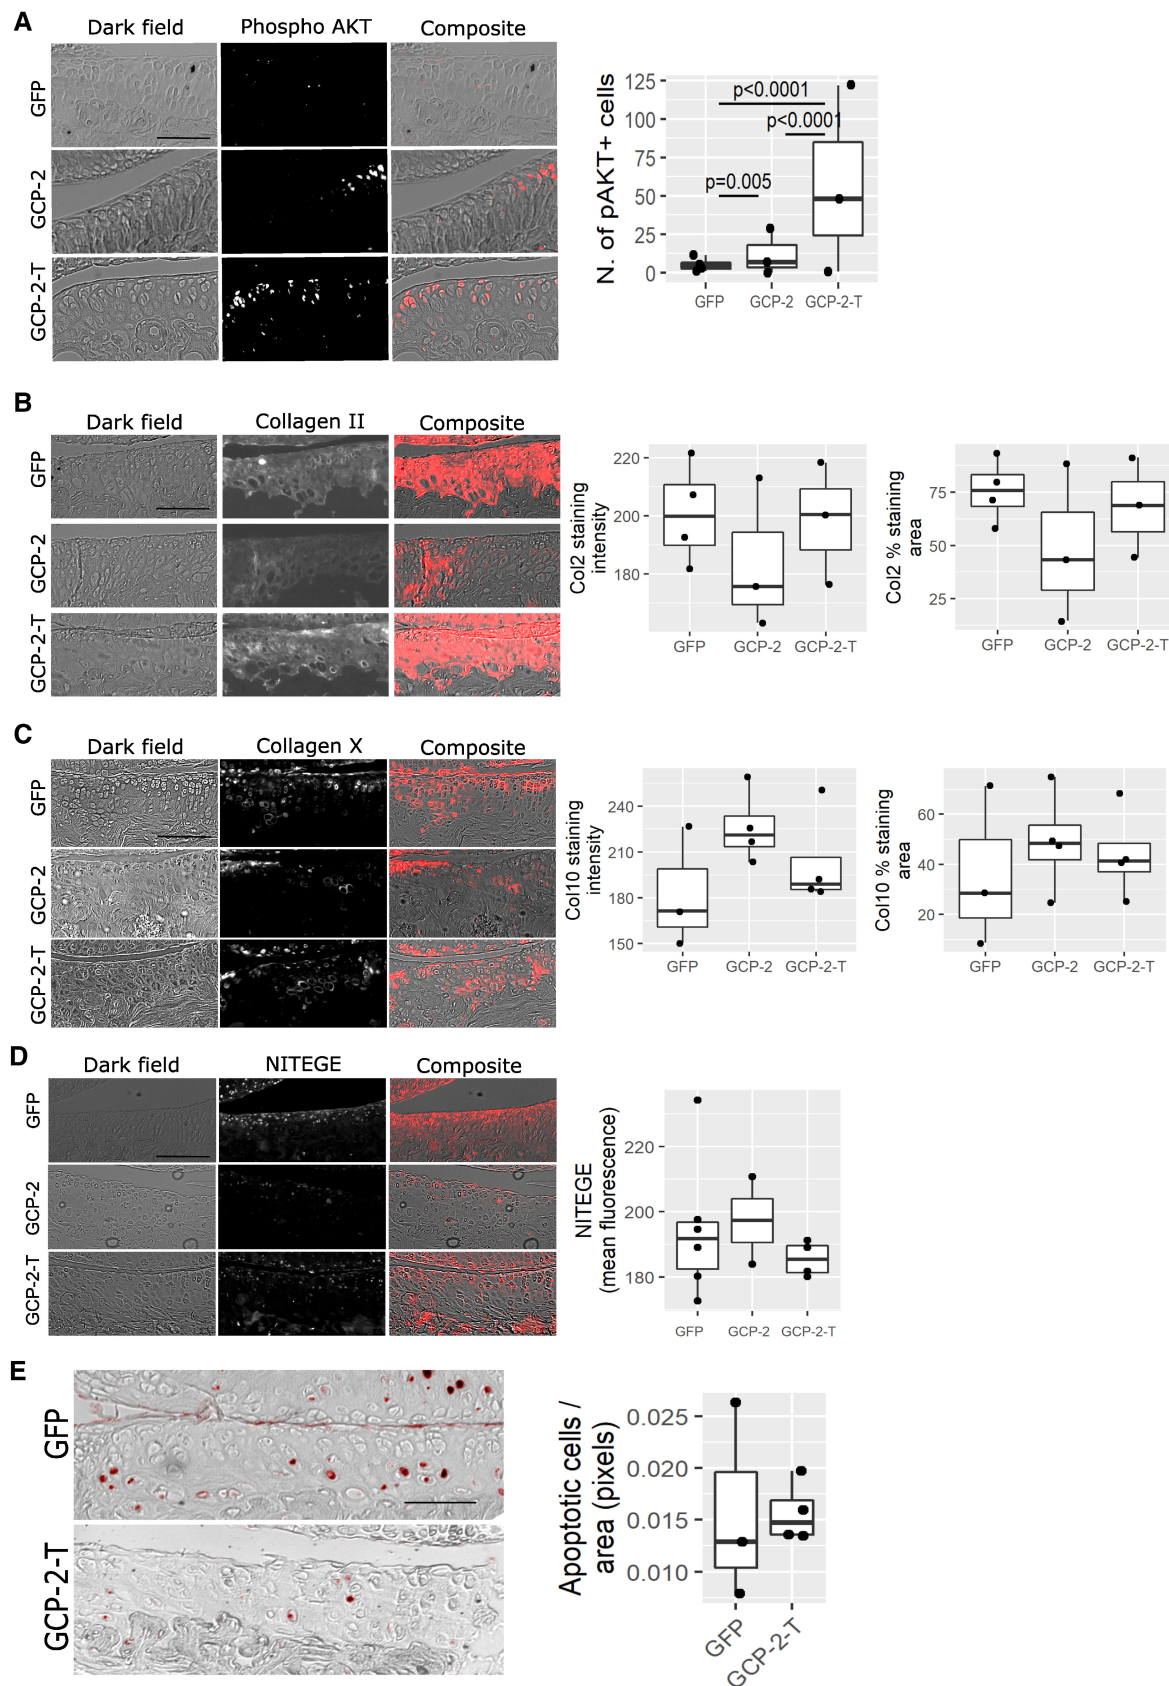 A
Dark field
Phospho AKT
Composite
GFP
GCP-2
GCP-2-T
N. of pAKT+ cells
125
100
75
50
25
0
p<0.0001
p<0.0001
p=0.005
GFP
GCP-2
GCP-2-T
B
Dark field
Collagen II
Composite
GFP
GCP-2
GCP-2-T
Col2 staining
intensity
220
200
180
GFP
GCP-2
GCP-2-T
Col2 % staining
area
75
50
25
GFP
GCP-2
GCP-2-T
C
Dark field
Collagen X
Composite
GFP
GCP-2
GCP-2-T
Col10 staining
intensity
240
210
180
150
GFP
GCP-2
GCP-2-T
Col10 % staining
area
60
40
20
GFP
GCP-2
GCP-2-T
D
Dark field
NITEGE
Composite
GFP
GCP-2
GCP-2-T
NITEGE
(mean fluorescence)
220
200
180
GFP
GCP-2
GCP-2-T
E
GFP
GCP-2-T
Apoptotic cells /
area (pixels)
0.025
0.020
0.015
0.010
GFP
GCP-2-T